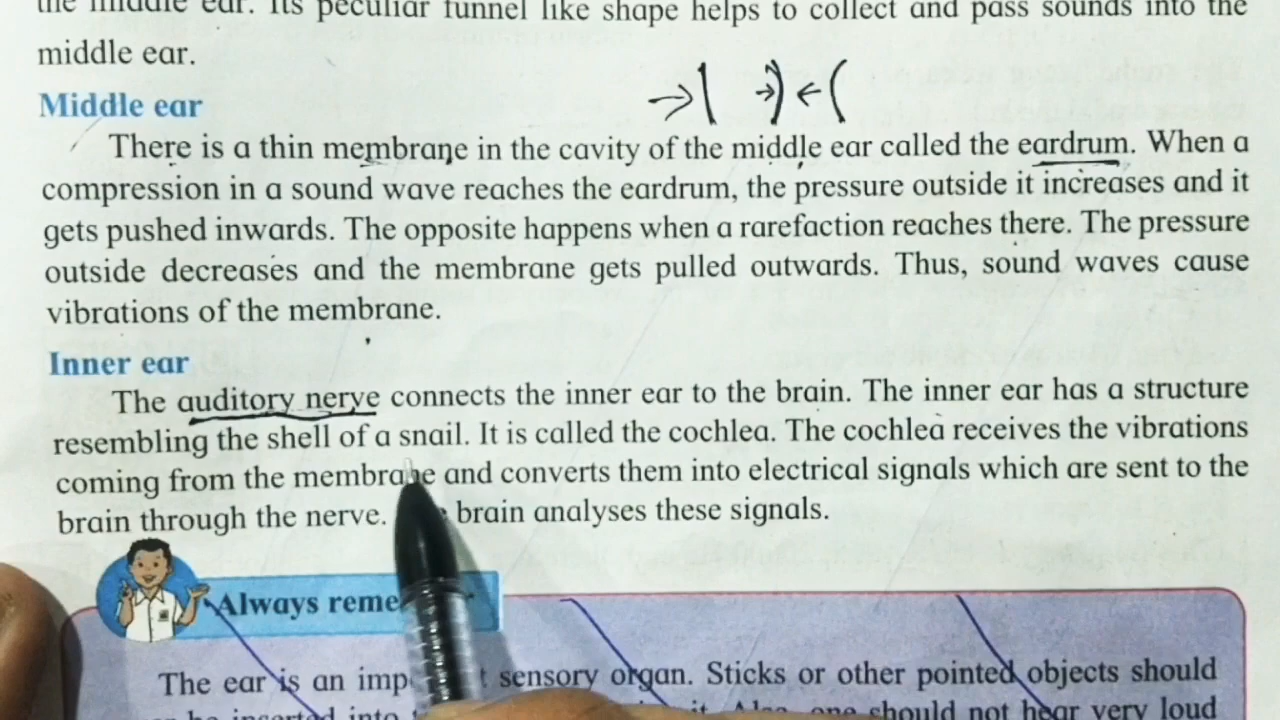 the middle ear. Its peculiar funnel like shape helps to collect and pass sounds into the
middle ear.
Middle ear
There is a thin membrane in the cavity of the middle ear called the eardrum. When a
compression in a sound wave reaches the eardrum, the pressure outside it increases and it
gets pushed inwards. The opposite happens when a rarefaction reaches there. The pressure
outside decreases and the membrane gets pulled outwards. Thus, sound waves cause
vibrations of the membrane.
Inner ear
The auditory nerve connects the inner ear to the brain. The inner ear has a structure
resembling the shell of a snail. It is called the cochlea. The cochlea receives the vibrations
coming from the membrane and converts them into electrical signals which are sent to the
brain through the nerve. brain analyses these signals.
Always
The ear is an sensory organ. Sticks or other pointed objects should
be inserted into it. Also, one should not hear very loud